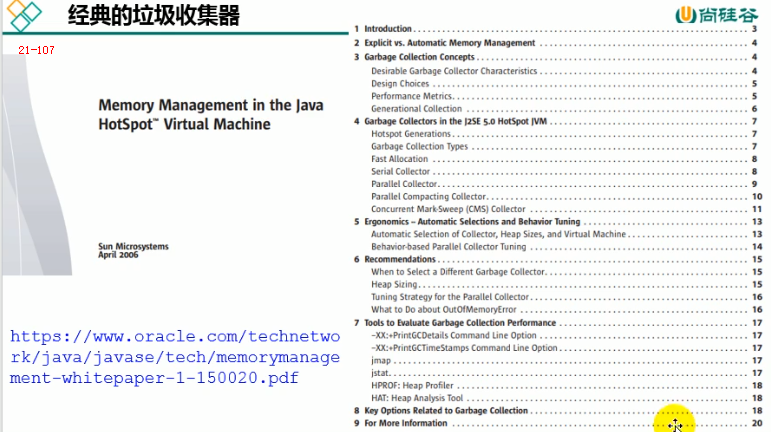 经典的垃圾收集器
尚硅谷
21-107
Memory Management in the Java
HotSpot™ Virtual Machine
Sun Microsystems
April 2006
https://www.oracle.com/technetwo
rk/java/javase/tech/memorymanage
ment-whitepaper-1-150020.pdf
1 Introduction 3
2 Explicit vs. Automatic Memory Management 4
3 Garbage Collection Concepts 4
Desirable Garbage Collector Characteristics 4
Design Choices 5
Performance Metrics 5
Generational Collection 6
4 Garbage Collectors in the J2SE 5.0 HotSpot JVM 7
Hotspot Generations 7
Garbage Collection Types 7
Fast Allocation 8
Serial Collector 8
Parallel Collector 9
Parallel Compacting Collector 10
Concurrent Mark-Sweep (CMS) Collector 11
5 Ergonomics – Automatic Selections and Behavior Tuning 13
Automatic Selection of Collector, Heap Sizes, and Virtual Machine 13
Behavior-based Parallel Collector Tuning 14
6 Recommendations 15
When to Select a Different Garbage Collector 15
Heap Sizing 15
Tuning Strategy for the Parallel Collector 16
What to Do about OutOfMemoryError 16
7 Tools to Evaluate Garbage Collection Performance 17
–XX:+PrintGCDetails Command Line Option 17
–XX:+PrintGCTimeStamps Command Line Option 17
jmap 17
jstat 17
HPROF: Heap Profiler 18
HAT: Heap Analysis Tool 18
8 Key Options Related to Garbage Collection 18
9 For More Information 20